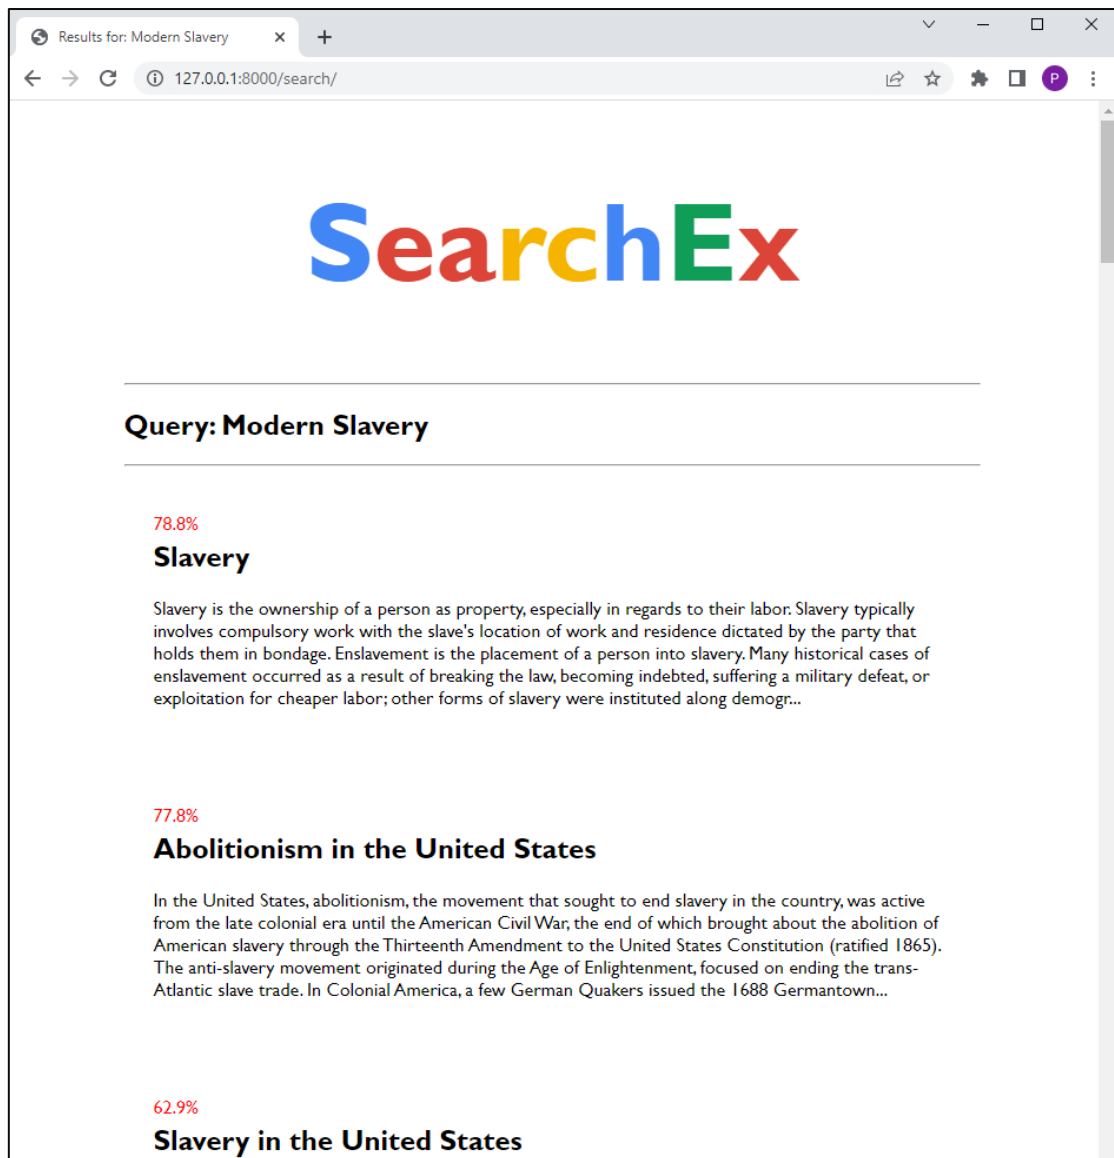 Results for: Modern Slavery
127.0.0.1:8000/search/
P
SearchEx
Query: Modern Slavery
78.8%
Slavery
Slavery is the ownership of a person as property, especially in regards to their labor. Slavery typically
involves compulsory work with the slave's location of work and residence dictated by the party that
holds them in bondage. Enslavement is the placement of a person into slavery. Many historical cases of
enslavement occurred as a result of breaking the law, becoming indebted, suffering a military defeat, or
exploitation for cheaper labor; other forms of slavery were instituted along demogr...
77.8%
Abolitionism in the United States
In the United States, abolitionism, the movement that sought to end slavery in the country, was active
from the late colonial era until the American Civil War, the end of which brought about the abolition of
American slavery through the Thirteenth Amendment to the United States Constitution (ratified 1865).
The anti-slavery movement originated during the Age of Enlightenment, focused on ending the trans-
Atlantic slave trade. In Colonial America, a few German Quakers issued the 1688 Germantown...
62.9%
Slavery in the United States